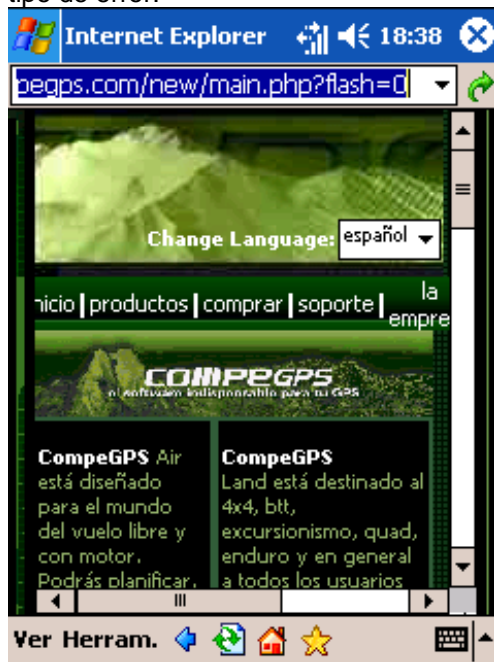 tipo de error.
Internet Explorer 18:38
pegps.com/new/main.php?flash=0
Change Language: español
nicio | productos | comprar | soporte | la empre
COMPEGPS
el software indispensable para tu GPS
CompeGPS Air
está diseñado
para el mundo
del vuelo libre y
con motor.
Podrás planificar,
CompeGPS
Land está destinado al
4x4, btt,
excursionismo, quad,
enduro y en general
a todos los usuarios
Ver Herram.